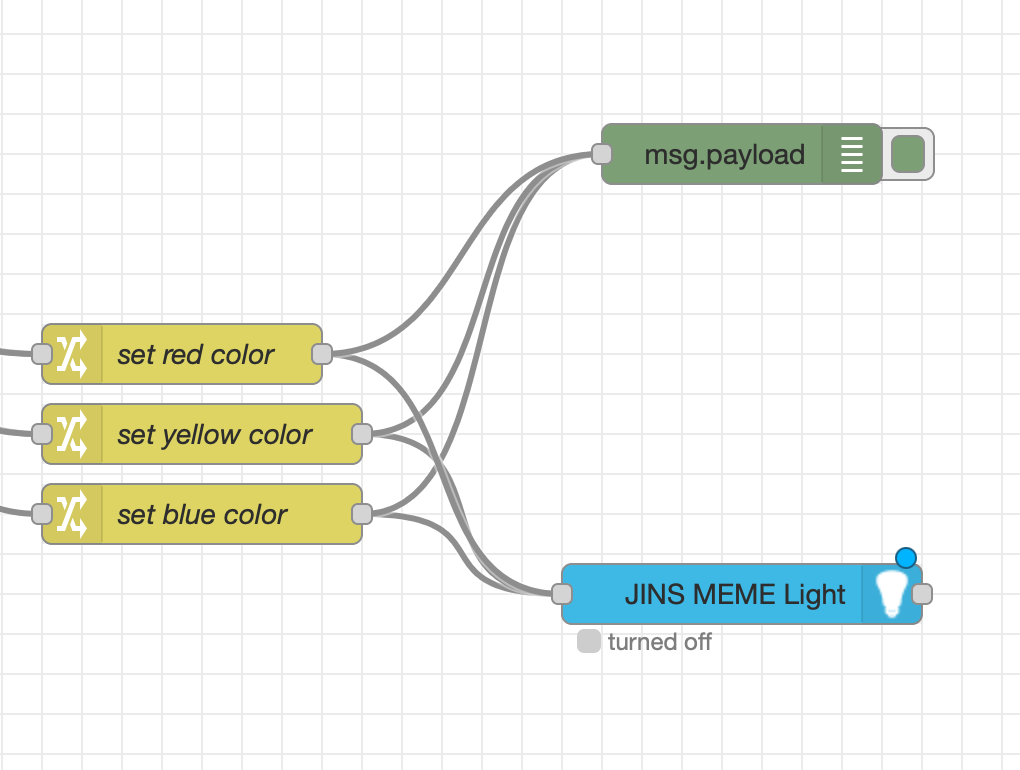 msg.payload
set red color
set yellow color
set blue color
JINS MEME Light
turned off